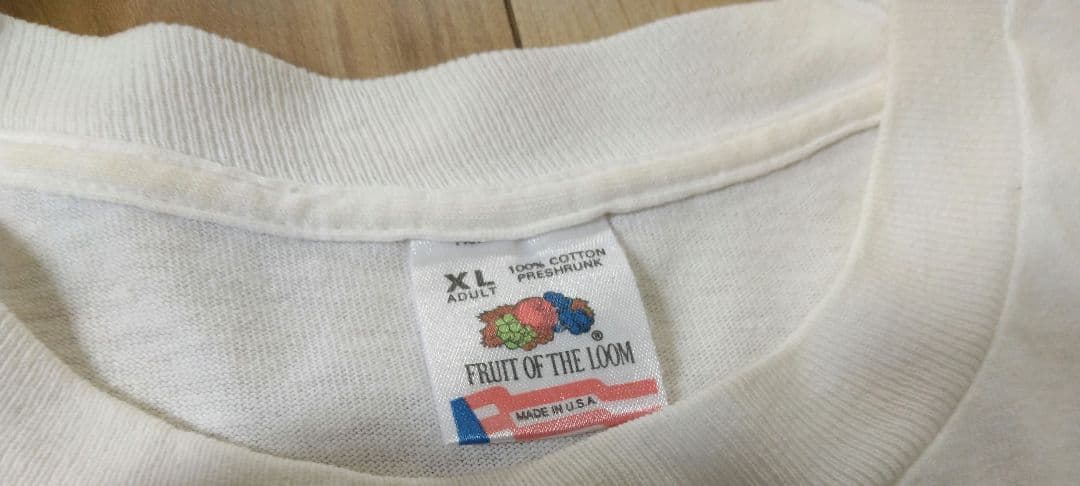 XL
ADULT
100% COTTON
PRESHRUNK
®
FRUIT OF THE LOOM
MADE IN U.S.A.